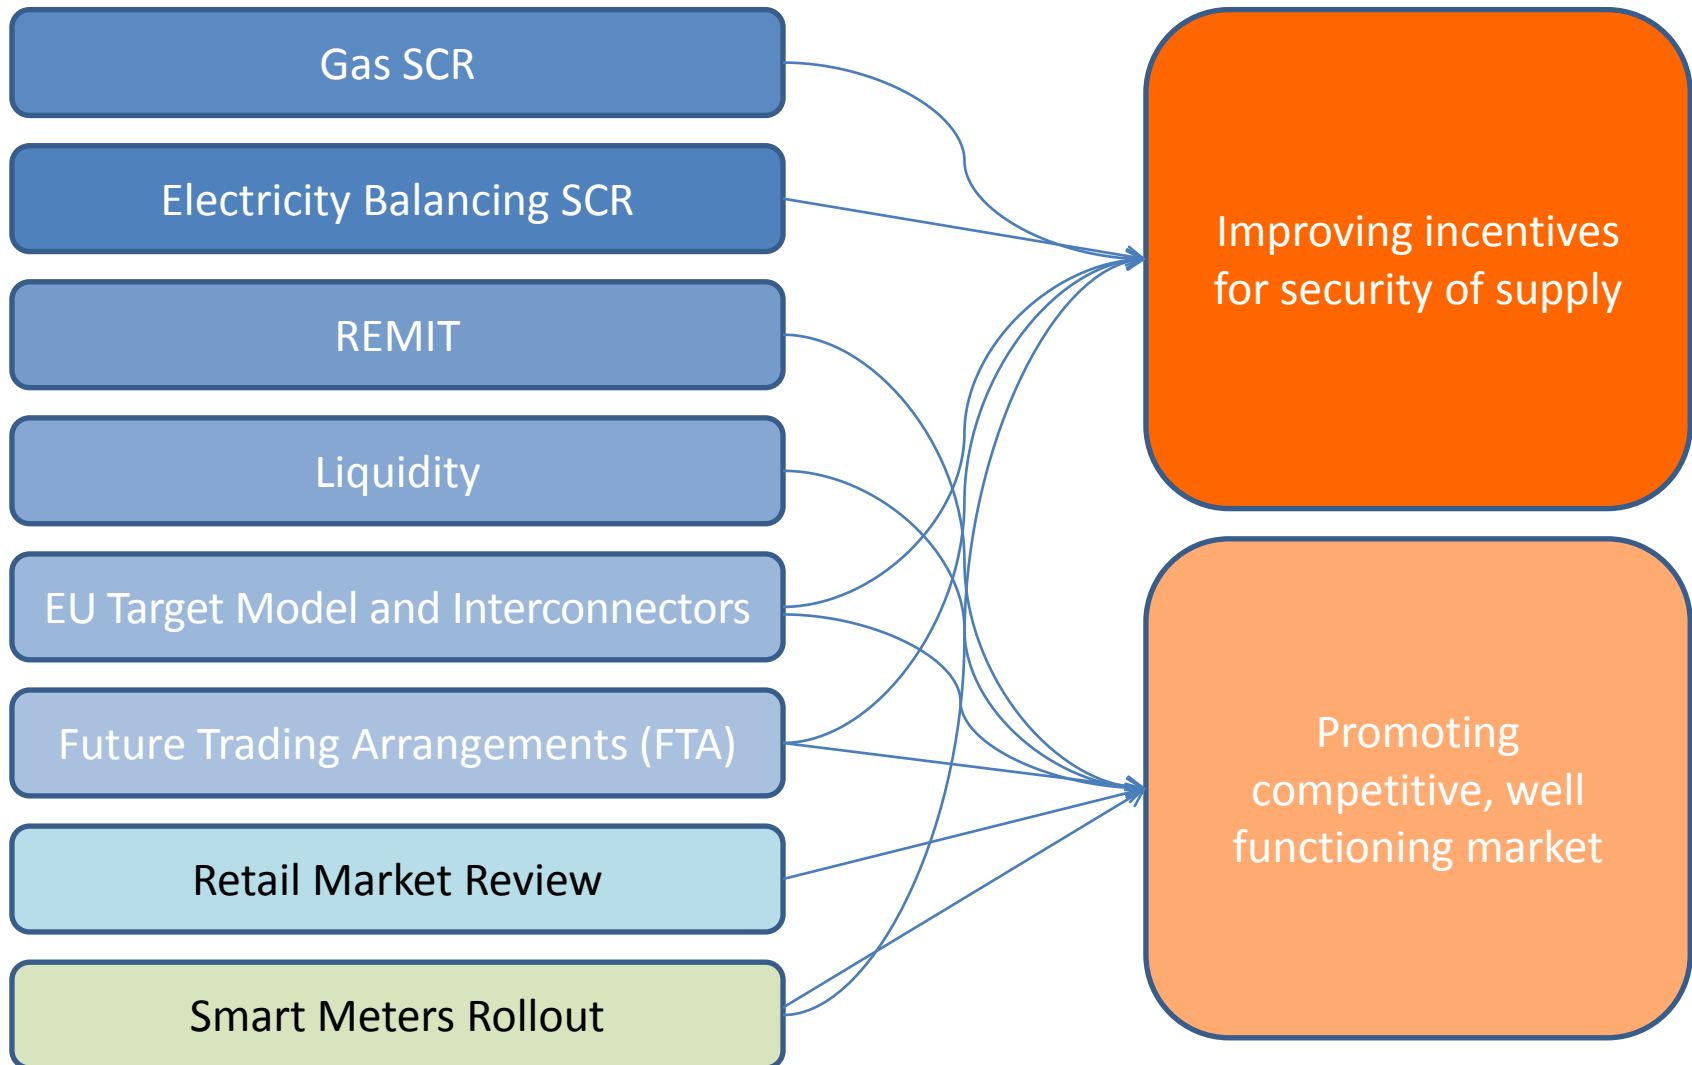 Gas SCR
Electricity Balancing SCR
REMIT
Liquidity
EU Target Model and Interconnectors
Future Trading Arrangements (FTA)
Retail Market Review
Smart Meters Rollout
Improving incentives
for security of supply
Promoting
competitive, well
functioning market